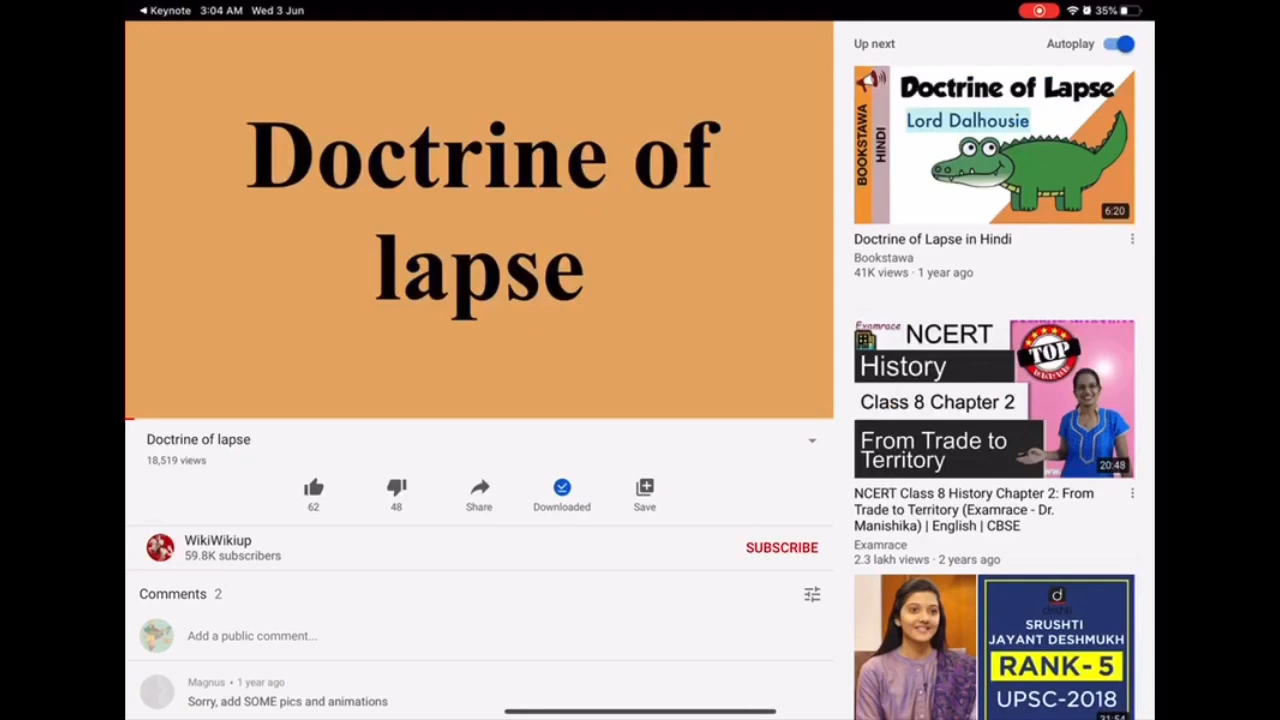 Keynote 3:04 AM Wed 3 Jun
35%
Doctrine of
lapse
Doctrine of lapse
18,519 views
62
48
Share
Downloaded
Save
WikiWikiup
59.8K subscribers
SUBSCRIBE
Comments 2
Add a public comment...
Magnus • 1 year ago
Sorry, add SOME pics and animations
Up next
Autoplay
BOOKSTAWA
HINDI
Doctrine of Lapse
Lord Dalhousie
6:20
Doctrine of Lapse in Hindi
Bookstawa
41K views · 1 year ago
Examrace
NCERT
History
TOP
Class 8 Chapter 2
From Trade to
Territory
www.
20:48
NCERT Class 8 History Chapter 2: From
Trade to Territory (Examrace - Dr.
Manishika) | English | CBSE
Examrace
2.3 lakh views · 2 years ago
drishti
SRUSHTI
JAYANT DESHMUKH
RANK- 5
UPSC-2018
31:54